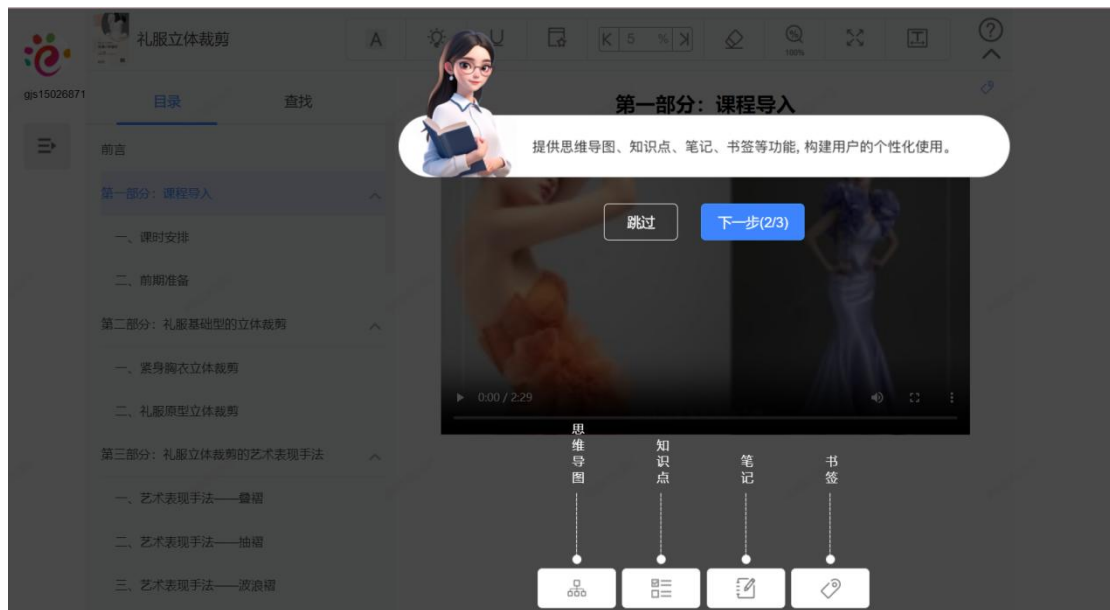 礼服立体裁剪
A
U
5 %
100%
T
?
gjs15026871
目录
查找
第一部分：课程导入
提供思维导图、知识点、笔记、书签等功能,构建用户的个性化使用。
跳过
下一步(2/3)
前言
第一部分：课程导入
一、课时安排
二、前期准备
第二部分：礼服基础型的立体裁剪
一、紧身胸衣立体裁剪
二、礼服原型立体裁剪
第三部分：礼服立体裁剪的艺术表现手法
一、艺术表现手法——叠褶
二、艺术表现手法——抽褶
三、艺术表现手法——波浪褶
0:00 / 2:29
思维导图
知识点
笔记
书签